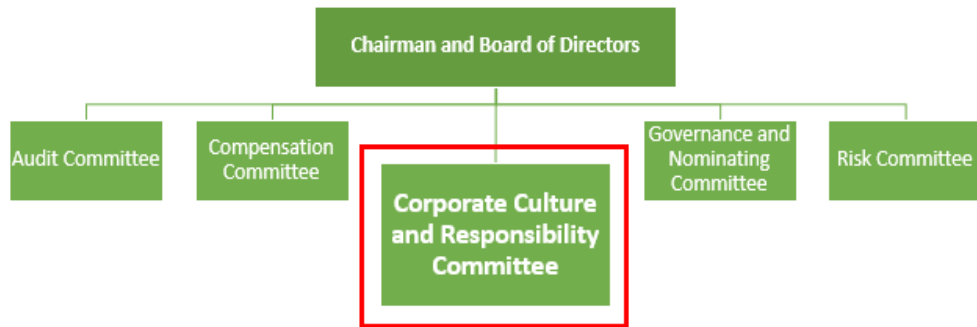 Chairman and Board of Directors
Audit Committee
Compensation
Committee
Corporate Culture
and Responsibility
Committee
Governance and
Nominating
Committee
Risk Committee